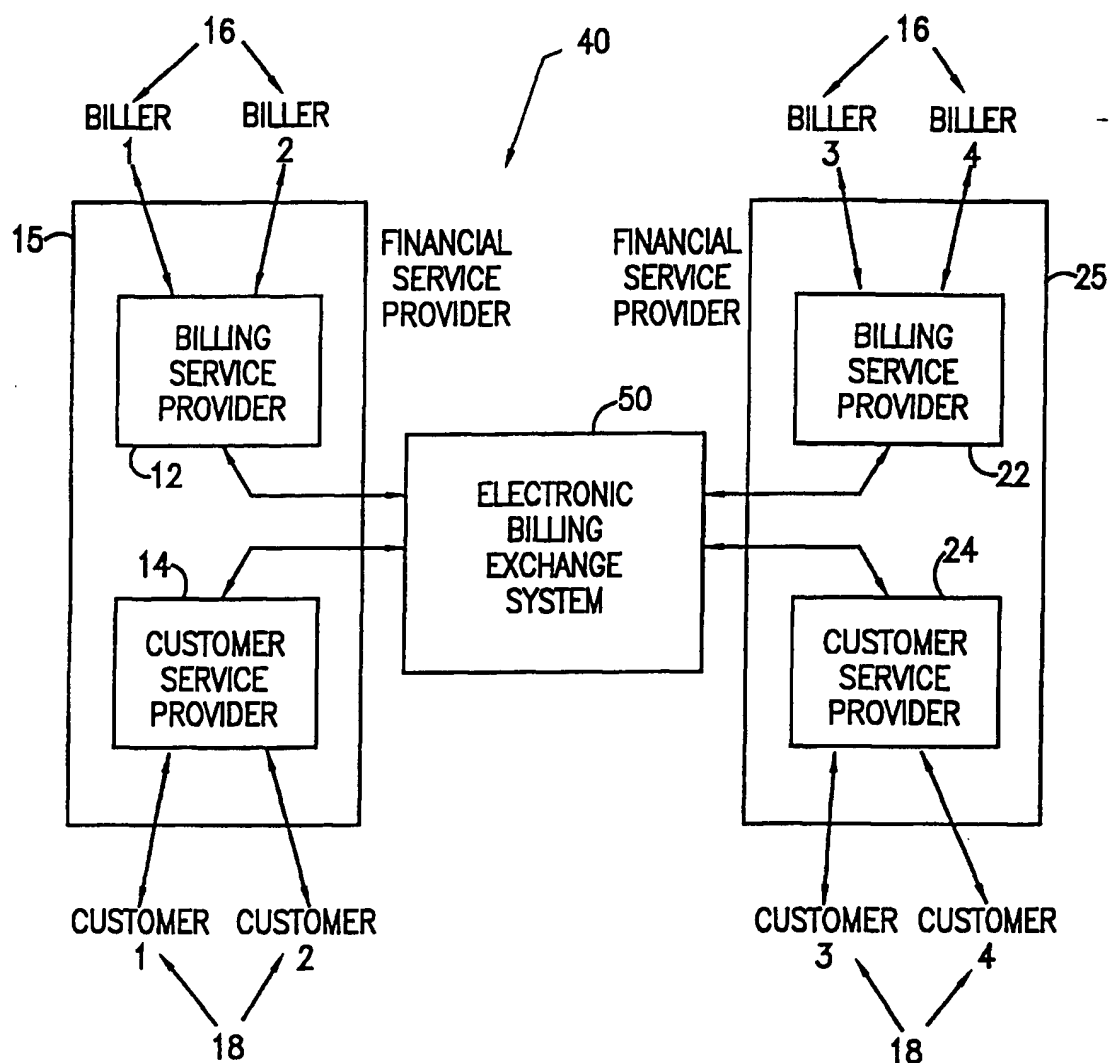 16
40
16
BILLER
1
BILLER
2
BILLER
3
BILLER
4
15
FINANCIAL
SERVICE
PROVIDER
FINANCIAL
SERVICE
PROVIDER
25
BILLING
SERVICE
PROVIDER
12
50
BILLING
SERVICE
PROVIDER
22
ELECTRONIC
BILLING
EXCHANGE
SYSTEM
14
CUSTOMER
SERVICE
PROVIDER
24
CUSTOMER
SERVICE
PROVIDER
CUSTOMER
1
CUSTOMER
2
CUSTOMER
3
CUSTOMER
4
18
18